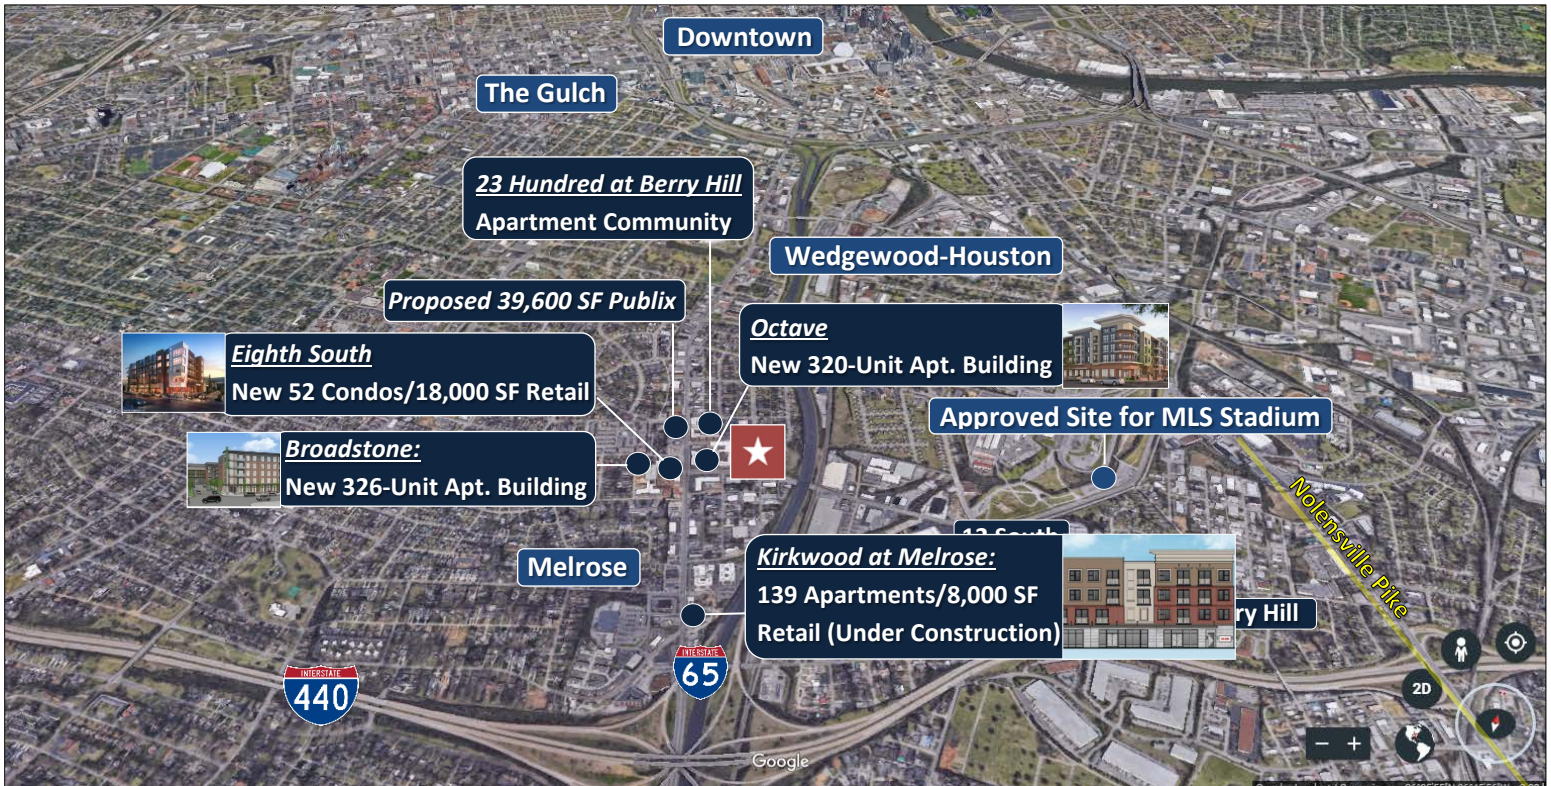 Downtown
The Gulch
23 Hundred at Berry Hill
Apartment Community
Wedgewood-Houston
Proposed 39,600 SF Publix
Octave
New 320-Unit Apt. Building
Eighth South
New 52 Condos/18,000 SF Retail
Approved Site for MLS Stadium
Broadstone:
New 326-Unit Apt. Building
Nolensville Pike
Melrose
Kirkwood at Melrose:
139 Apartments/8,000 SF
Retail (Under Construction)
ry Hill
INTERSTATE
65
INTERSTATE
440
2D
Google